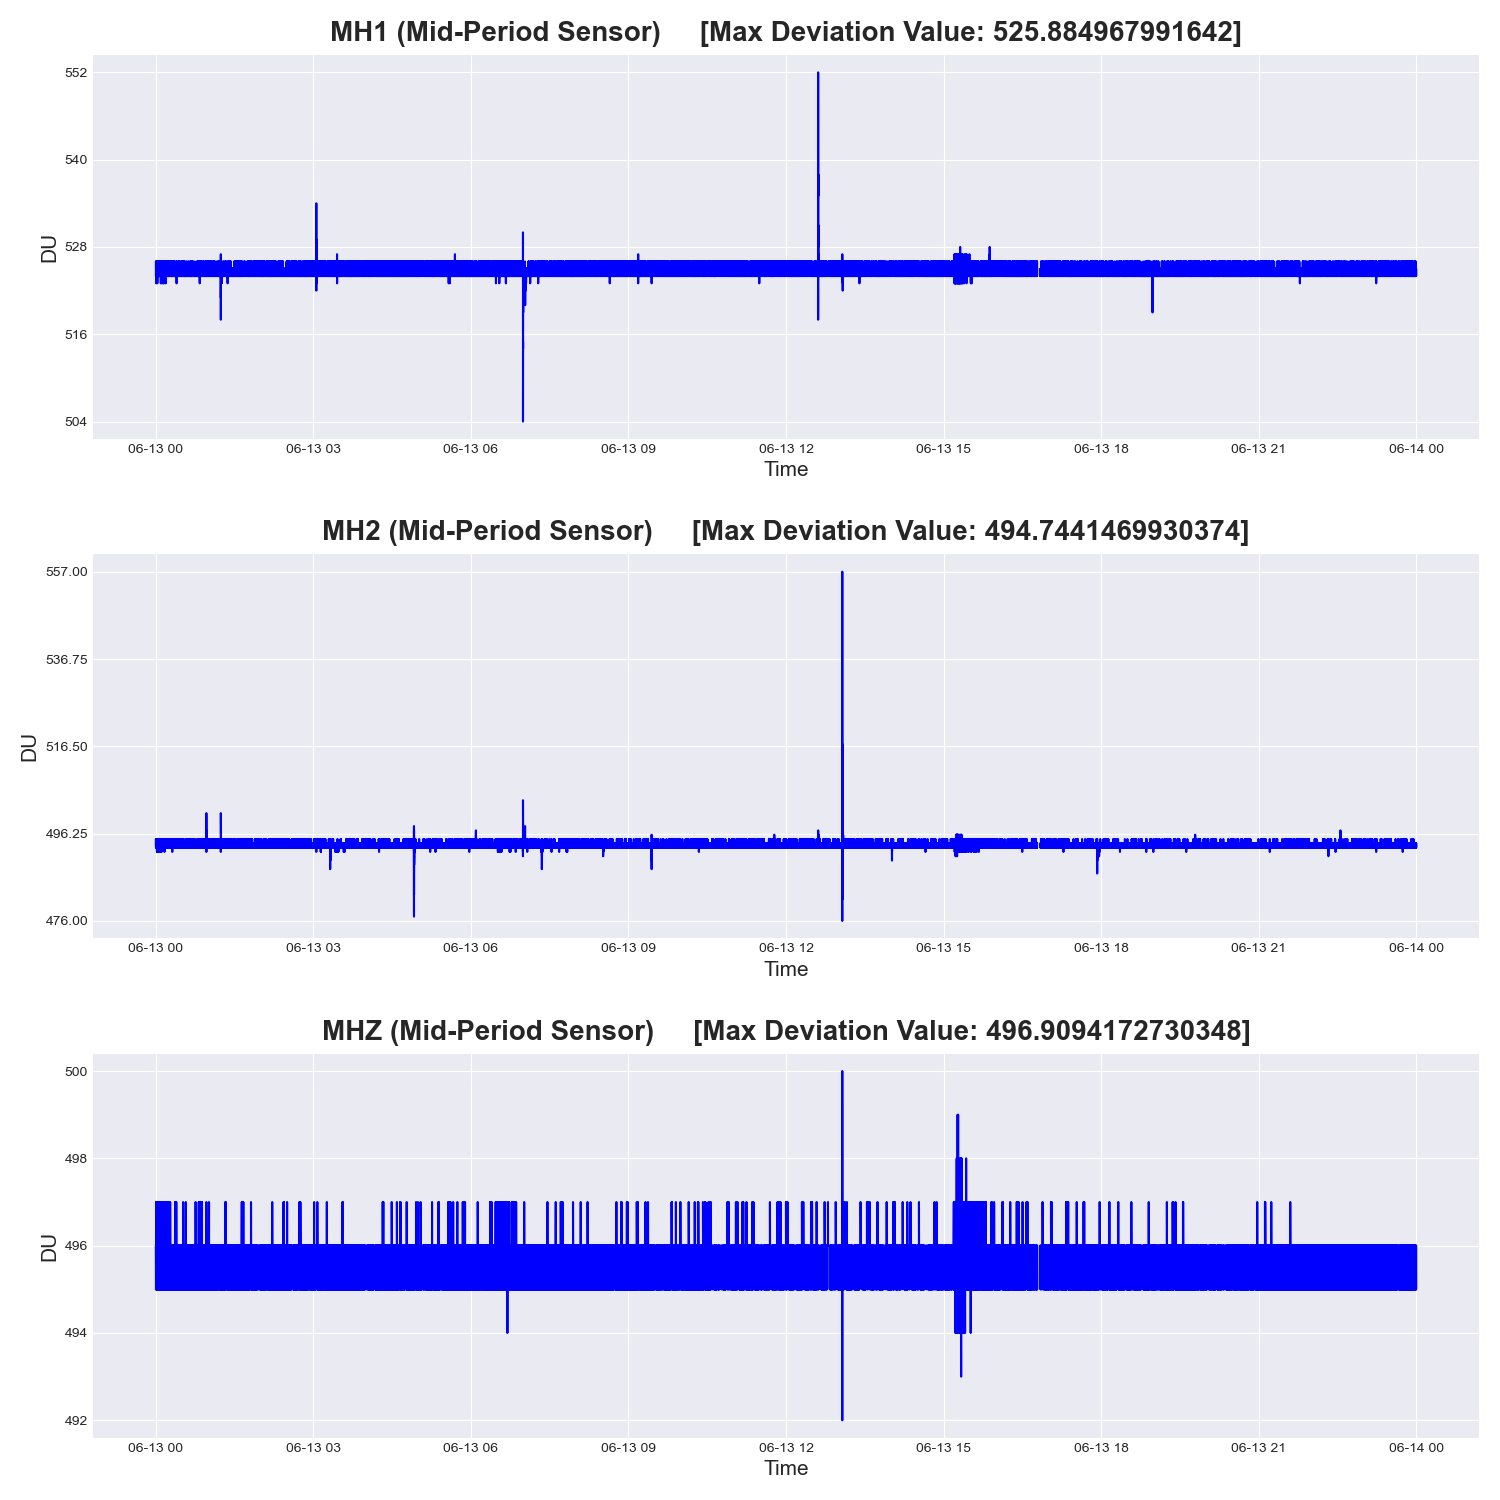 MH1 (Mid-Period Sensor) [Max Deviation Value: 525.884967991642]
552
540
528
516
504
DU
06-13 00 06-13 03 06-13 06 06-13 09 06-13 12 06-13 15 06-13 18 06-13 21 06-14 00
Time
MH2 (Mid-Period Sensor) [Max Deviation Value: 494.7441469930374]
557.00
536.75
516.50
496.25
476.00
DU
06-13 00 06-13 03 06-13 06 06-13 09 06-13 12 06-13 15 06-13 18 06-13 21 06-14 00
Time
MHZ (Mid-Period Sensor) [Max Deviation Value: 496.9094172730348]
500
498
496
494
492
DU
06-13 00 06-13 03 06-13 06 06-13 09 06-13 12 06-13 15 06-13 18 06-13 21 06-14 00
Time